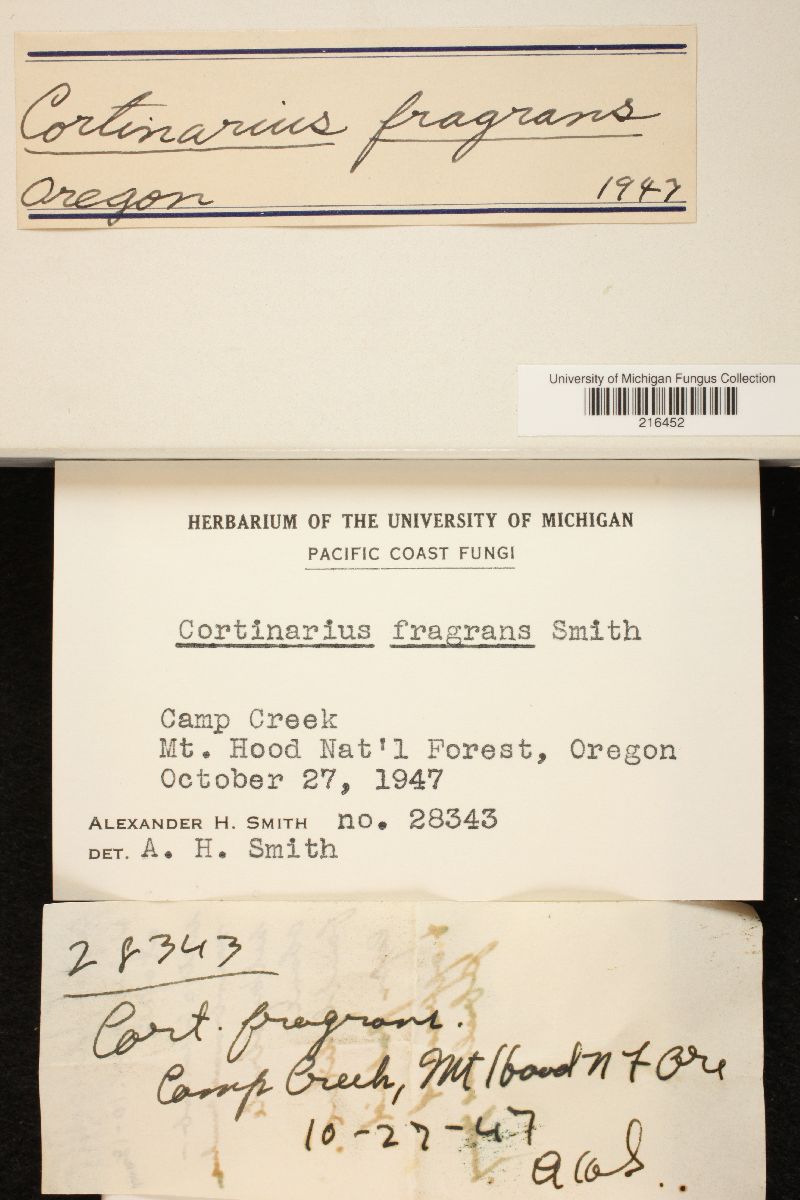 Cortinarius fragrans
Oregon 1947
University of Michigan Fungus Collection
216452
HERBARIUM OF THE UNIVERSITY OF MICHIGAN
PACIFIC COAST FUNGI
Cortinarius fragrans Smith
Camp Creek
Mt. Hood Nat'l Forest, Oregon
October 27, 1947
ALEXANDER H. SMITH no. 28343
DET. A. H. Smith
28343
Cort. fragrans.
Camp Creek, Mt Hood N F Ore
10-27-47
AHS..